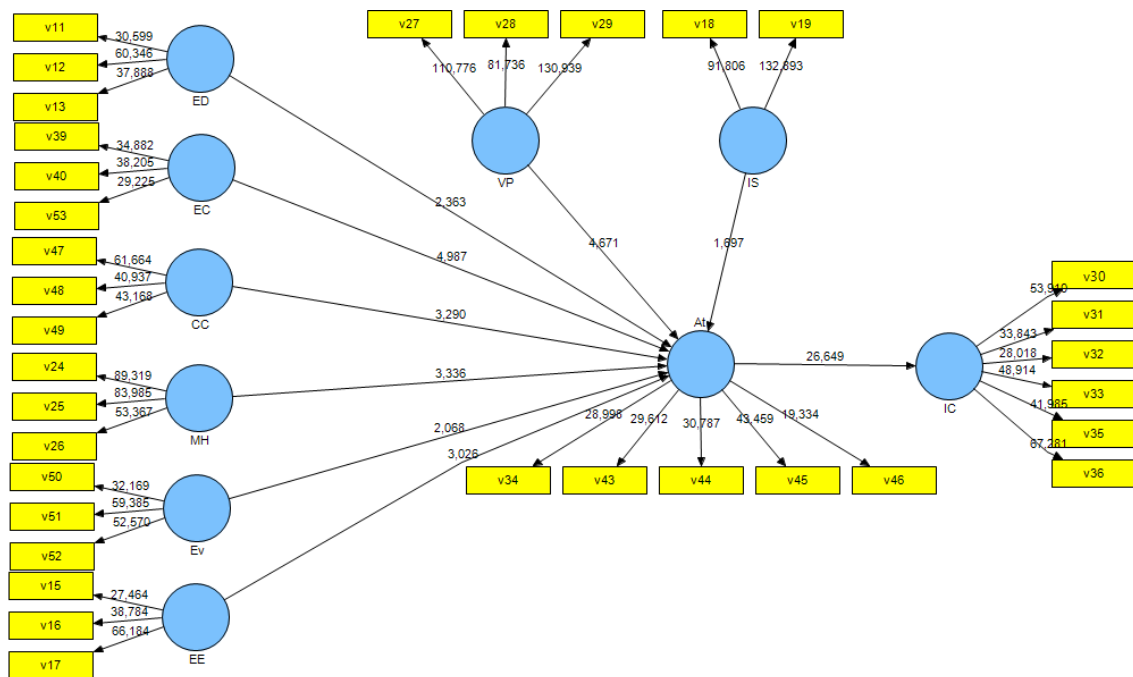 v27
v28
v29
v18
v19
110,776
81,736
130,939
91,806
132,893
VP
IS
v11
v12
v13
30,599
60,346
37,888
ED
v39
v40
v53
34,882
38,205
29,225
EC
v47
v48
v49
61,664
40,937
43,168
CC
v24
v25
v26
89,319
83,985
53,367
MH
v50
v51
v52
32,169
59,385
52,570
Ev
v15
v16
v17
27,464
38,784
66,184
EE
2,363
4,987
3,290
3,336
2,068
3,026
4,671
1,697
At
26,649
28,998
29,612
30,787
43,459
19,334
v34
v43
v44
v45
v46
IC
53,910
33,843
28,018
48,914
41,985
67,281
v30
v31
v32
v33
v35
v36